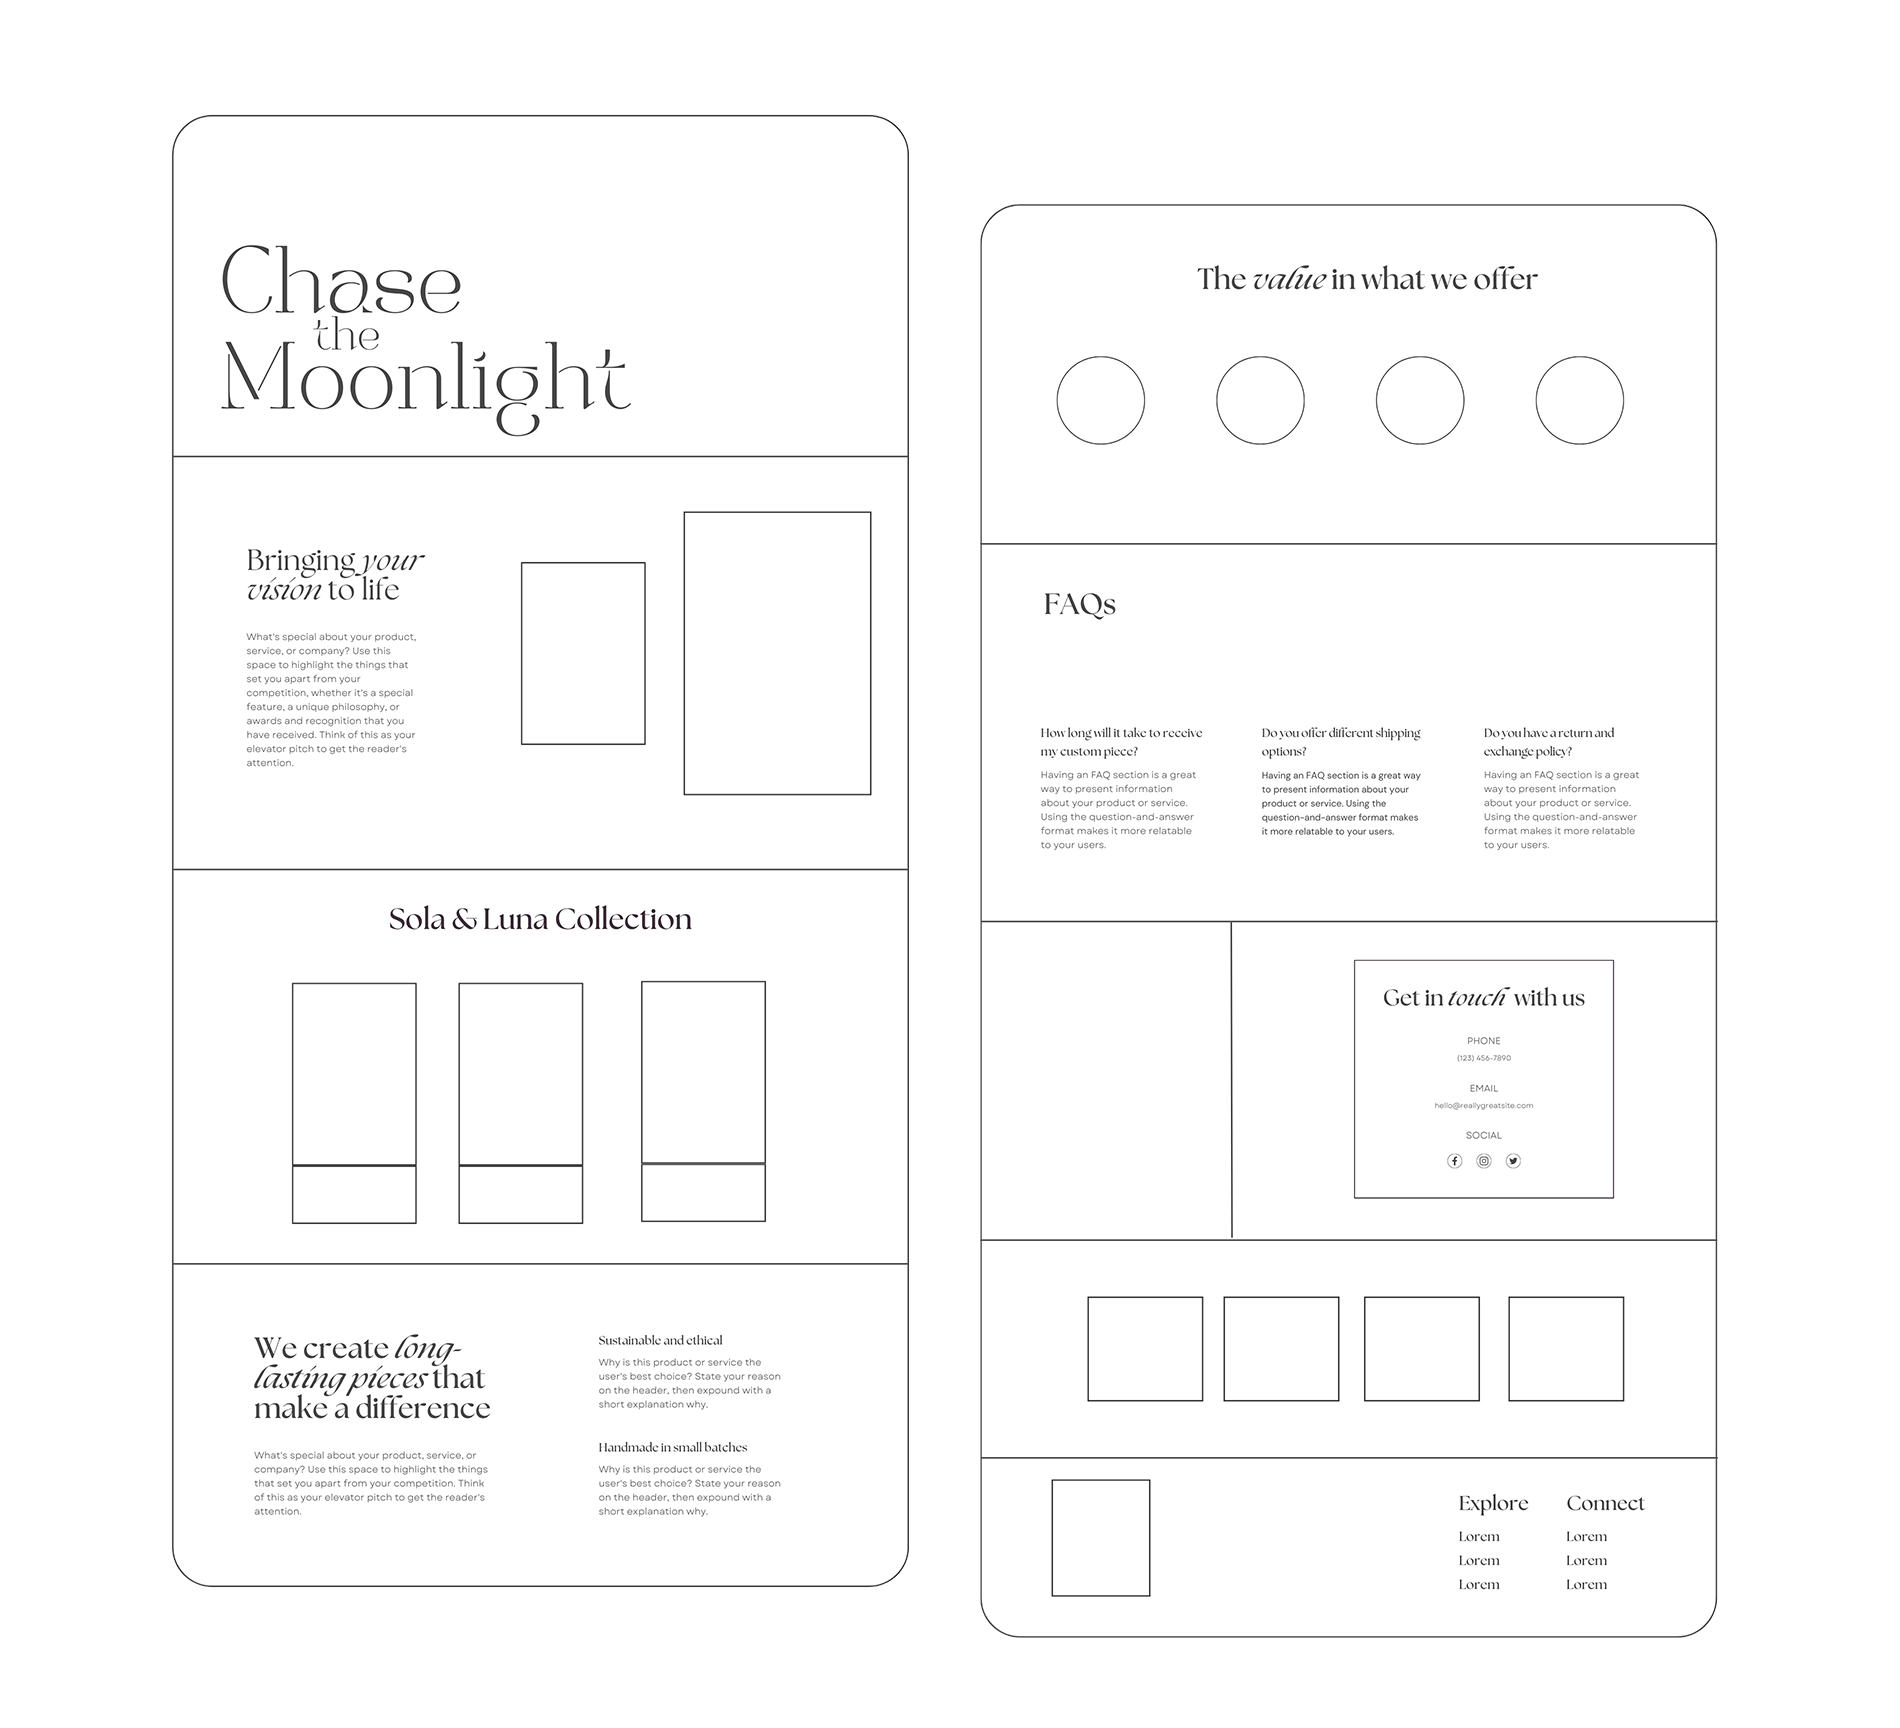 Chase
the
Moonlight
Bringing your
vision to life
What's special about your product,
service, or company? Use this
space to highlight the things that
set you apart from your
competition, whether it's a special
feature, a unique philosophy, or
awards and recognition that you
have received. Think of this as your
elevator pitch to get the reader's
attention.
Sola & Luna Collection
We create long-
lasting pieces that
make a difference
What's special about your product, service, or
company? Use this space to highlight the things
that set you apart from your competition. Think
of this as your elevator pitch to get the reader's
attention.
Sustainable and ethical
Why is this product or service the
user's best choice? State your reason
on the header, then expound with a
short explanation why.
Handmade in small batches
Why is this product or service the
user's best choice? State your reason
on the header, then expound with a
short explanation why.
The value in what we offer
FAQs
How long will it take to receive
my custom piece?
Having an FAQ section is a great
way to present information
about your product or service.
Using the question-and-answer
format makes it more relatable
to your users.
Do you offer different shipping
options?
Having an FAQ section is a great way
to present information about your
product or service. Using the
question-and-answer format makes
it more relatable to your users.
Do you have a return and
exchange policy?
Having an FAQ section is a great
way to present information
about your product or service.
Using the question-and-answer
format makes it more relatable
to your users.
Get in touch with us
PHONE
(123) 456-7890
EMAIL
hello@reallygreatsite.com
SOCIAL
Explore
Lorem
Lorem
Lorem
Connect
Lorem
Lorem
Lorem